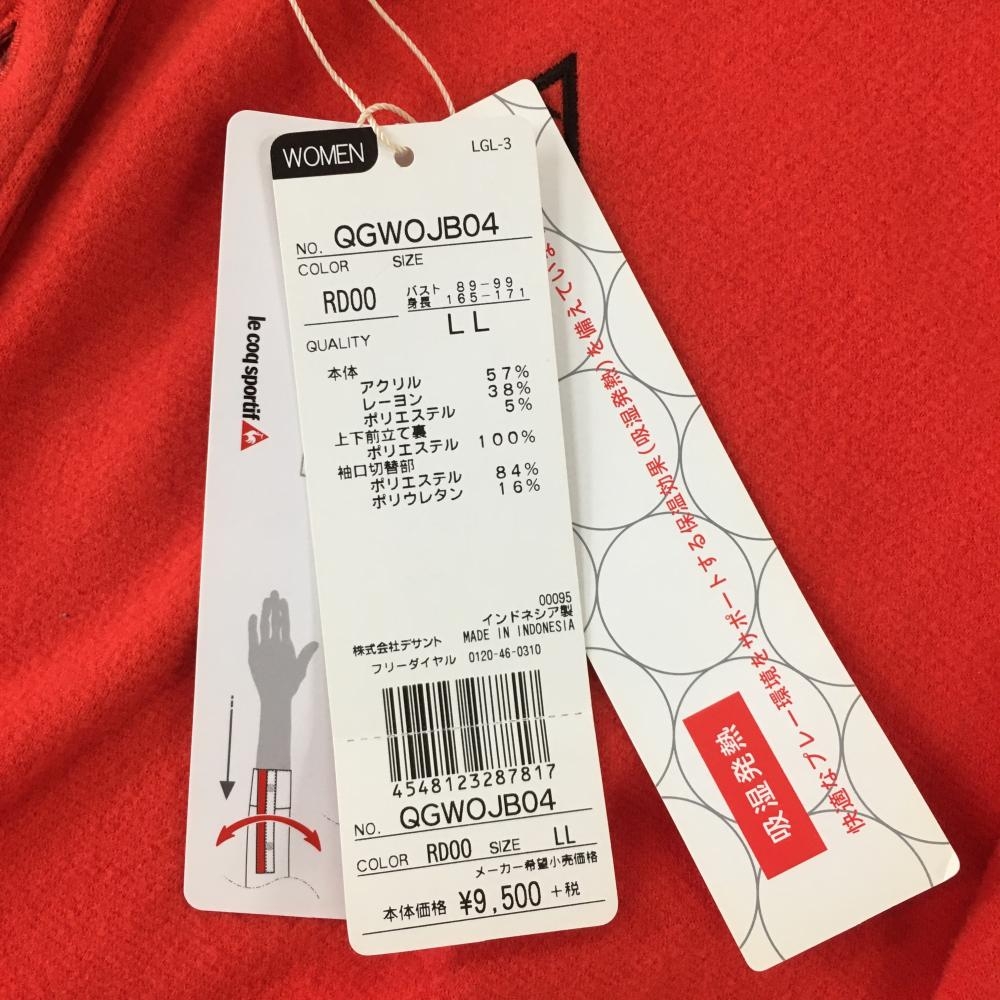 WOMEN
LGL-3
NO. QGWOJB04
COLOR SIZE
RD00 バスト 89-99
身長 165-171
LL
QUALITY
本体
アクリル 57%
レーヨン 38%
ポリエステル 5%
上下前立て裏
ポリエステル 100%
袖口切替部
ポリエステル 84%
ポリウレタン 16%
00095
インドネシア製
株式会社デサント MADE IN INDONESIA
フリーダイヤル 0120-46-0310
4548123287817
NO. QGWOJB04
COLOR RD00 SIZE LL
メーカー希望小売価格
本体価格 ¥9,500 +税
le coq sportif
吸湿発熱
快適なプレー環境をサポートする保温効果(吸湿発熱)を備えている